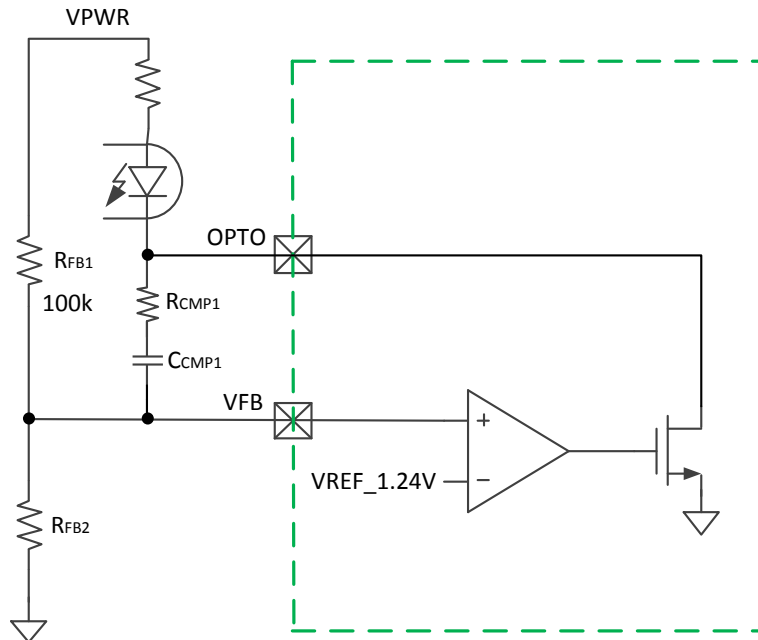 VPWR
OPTO
RFB1
100k
RCMP1
CCMP1
VFB
+
VREF_1.24V
−
RFB2